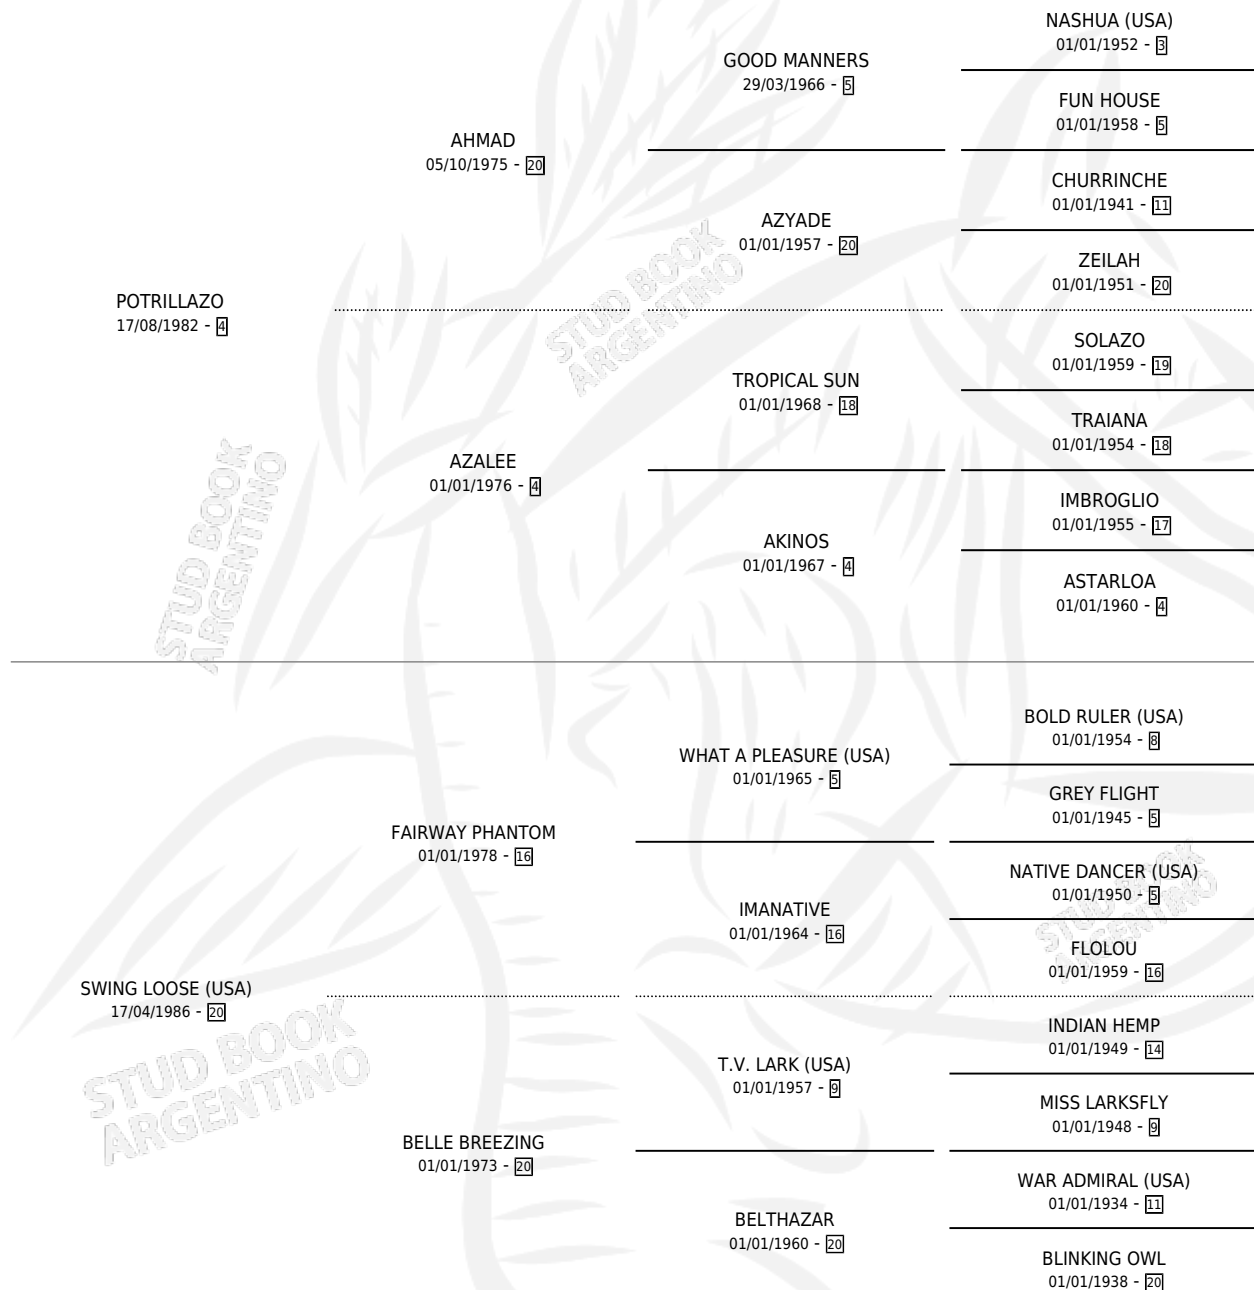 NASHUA (USA)
01/01/1952 - 3
GOOD MANNERS
29/03/1966 - 5
FUN HOUSE
01/01/1958 - 5
AHMAD
05/10/1975 - 20
CHURRINCHE
01/01/1941 - 11
AZYADE
01/01/1957 - 20
ZEILAH
01/01/1951 - 20
POTRILLAZO
17/08/1982 - 4
SOLAZO
01/01/1959 - 19
TROPICAL SUN
01/01/1968 - 18
TRAIANA
01/01/1954 - 18
AZALEE
01/01/1976 - 4
IMBROGLIO
01/01/1955 - 17
AKINOS
01/01/1967 - 4
ASTARLOA
01/01/1960 - 4
BOLD RULER (USA)
01/01/1954 - 8
WHAT A PLEASURE (USA)
01/01/1965 - 5
GREY FLIGHT
01/01/1945 - 5
FAIRWAY PHANTOM
01/01/1978 - 16
NATIVE DANCER (USA)
01/01/1950 - 5
IMANATIVE
01/01/1964 - 16
FLOLOU
01/01/1959 - 16
SWING LOOSE (USA)
17/04/1986 - 20
INDIAN HEMP
01/01/1949 - 14
T.V. LARK (USA)
01/01/1957 - 9
MISS LARKSFLY
01/01/1948 - 9
BELLE BREEZING
01/01/1973 - 20
WAR ADMIRAL (USA)
01/01/1934 - 11
BELTHAZAR
01/01/1960 - 20
BLINKING OWL
01/01/1938 - 20
STUD BOOK
ARGENTINO
STUD BOOK
ARGENTINO
STUD BOOK
ARGENTINO
STUD BOOK
ARGENTINO